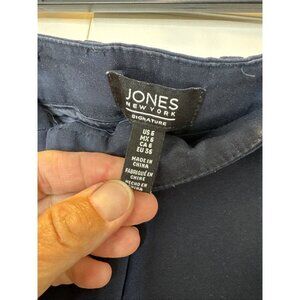 JONES
NEW YORK
SIGNATURE
US 6
MX 6
CA 6
EU 36
MADE IN
CHINA
FABRIQUÉ EN
CHINE
HECHO EN